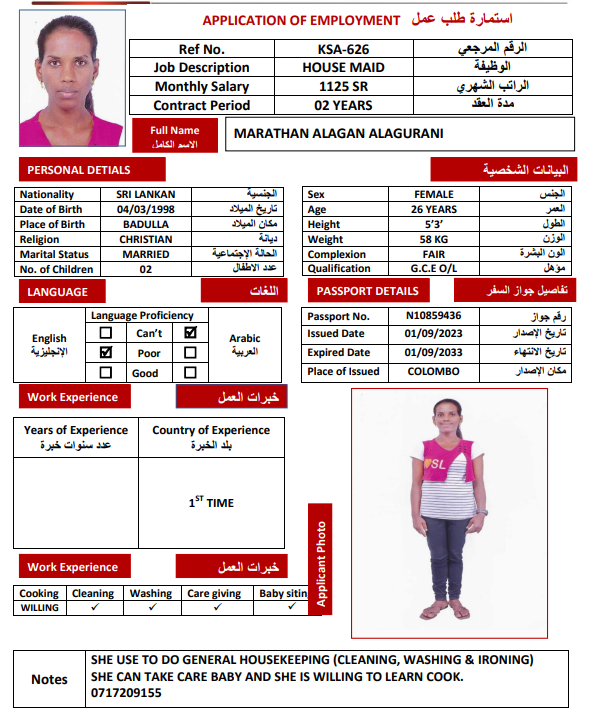 APPLICATION OF EMPLOYMENT استمارة طلب عمل
Ref No. KSA-626 الرقم المرجعي
Job Description HOUSE MAID الوظيفة
Monthly Salary 1125 SR الراتب الشهري
Contract Period 02 YEARS مدة العقد
Full Name MARATHAN ALAGAN ALAGURANI
الاسم الكامل
PERSONAL DETIALS البيانات الشخصية
Nationality SRI LANKAN الجنسية
Date of Birth 04/03/1998 تاريخ الميلاد
Place of Birth BADULLA مكان الميلاد
Religion CHRISTIAN ديانة
Marital Status MARRIED الحالة الإجتماعية
No. of Children 02 عدد الاطفال
Sex FEMALE الجنس
Age 26 YEARS العمر
Height 5’3’ الطول
Weight 58 KG الوزن
Complexion FAIR الون البشرة
Qualification G.C.E O/L مؤهل
LANGUAGE اللغات
Language Proficiency
English Can’t Arabic
الإنجليزية Poor العربية
Good
PASSPORT DETAILS تفاصيل جواز السفر
Passport No. N10859436 رقم جواز
Issued Date 01/09/2023 تاريخ الإصدار
Expired Date 01/09/2033 تاريخ الانتهاء
Place of Issued COLOMBO مكان الإصدار
Work Experience خبرات العمل
Years of Experience Country of Experience
عدد سنوات خبرة بلد الخبرة
1ST TIME
SL
Applicant Photo
Work Experience خبرات العمل
Cooking Cleaning Washing Care giving Baby siting
WILLING ✓ ✓ ✓ ✓
Notes
SHE USE TO DO GENERAL HOUSEKEEPING (CLEANING, WASHING & IRONING)
SHE CAN TAKE CARE BABY AND SHE IS WILLING TO LEARN COOK.
0717209155